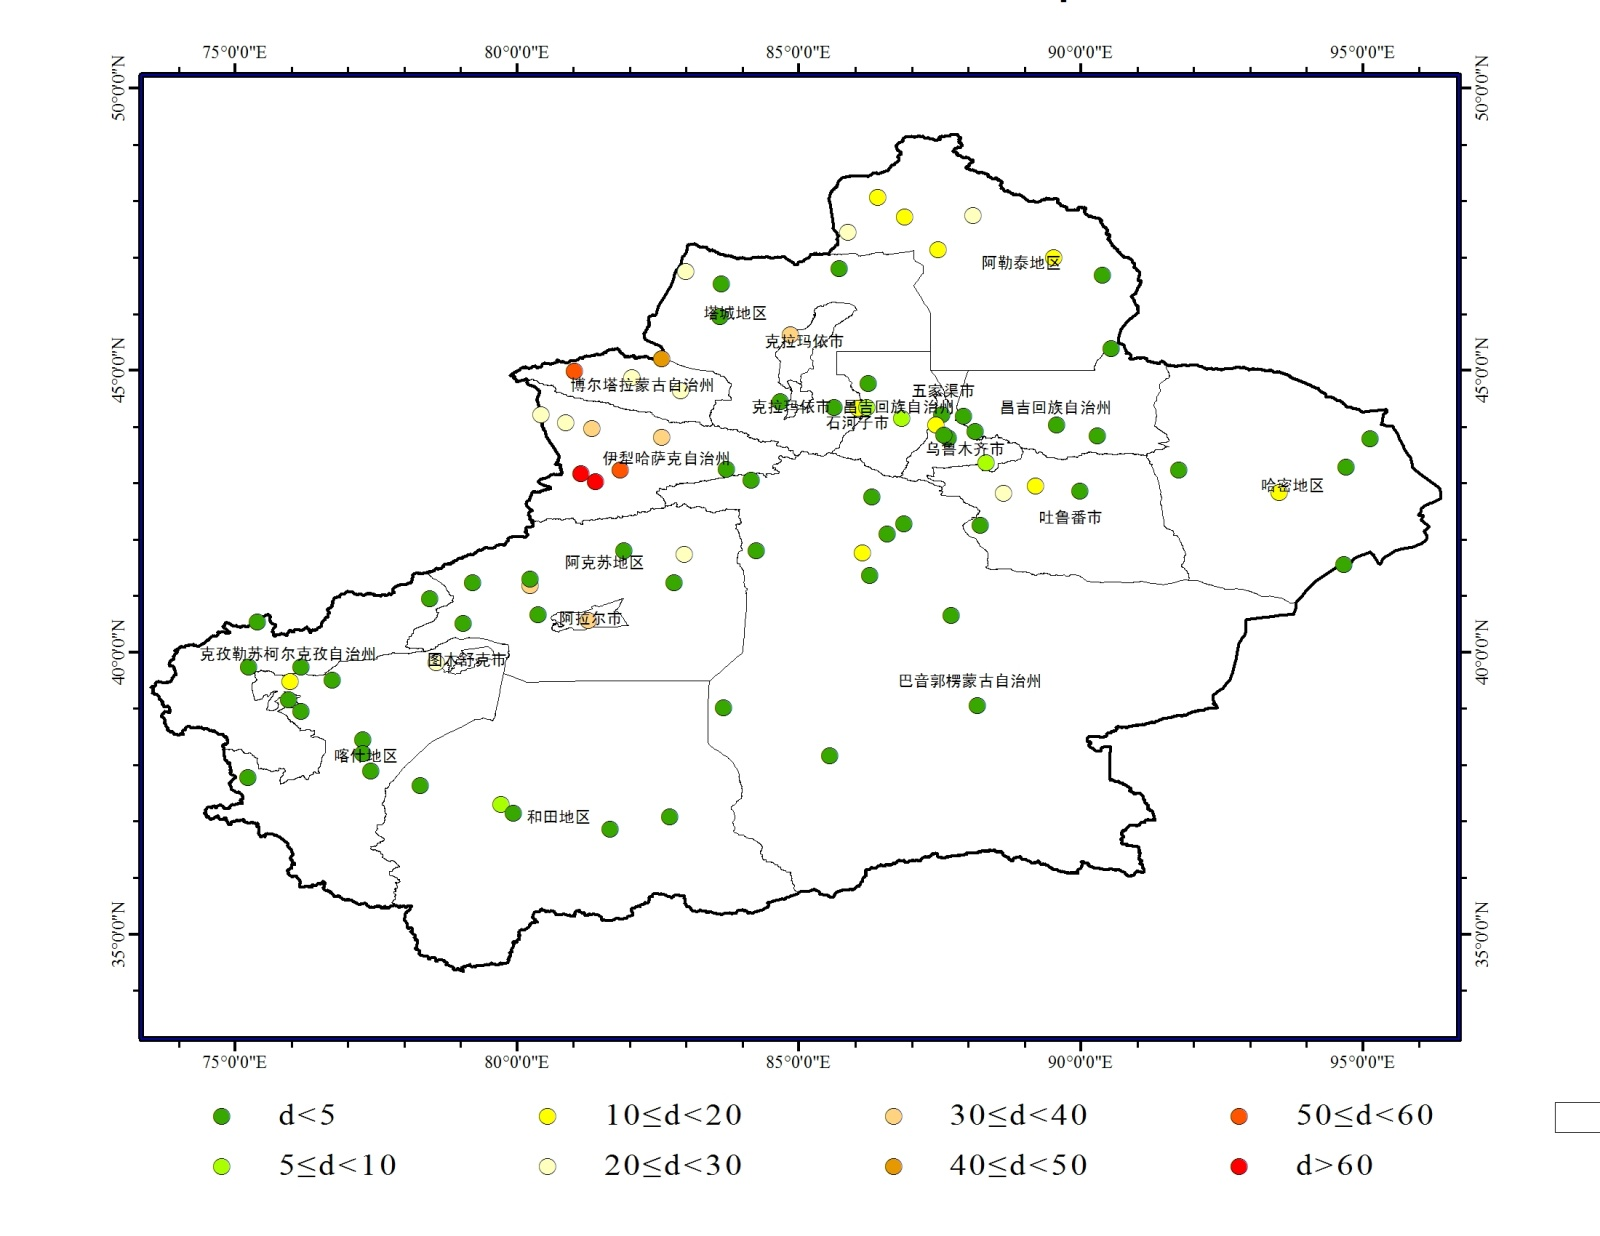 75°0'0"E 80°0'0"E 85°0'0"E 90°0'0"E 95°0'0"E
50°0'0"N 50°0'0"N
阿勒泰地区
塔城地区
克拉玛依市
45°0'0"N 45°0'0"N
博尔塔拉蒙古自治州
五家渠市
克拉玛依市 昌吉回族自治州 昌吉回族自治州
石河子市
乌鲁木齐市
伊犁哈萨克自治州
哈密地区
吐鲁番市
阿克苏地区
阿拉尔市
40°0'0"N 40°0'0"N
克孜勒苏柯尔克孜自治州
图木舒克市
巴音郭楞蒙古自治州
喀什地区
和田地区
35°0'0"N 35°0'0"N
75°0'0"E 80°0'0"E 85°0'0"E 90°0'0"E 95°0'0"E
d<5 10≤d<20 30≤d<40 50≤d<60
5≤d<10 20≤d<30 40≤d<50 d>60